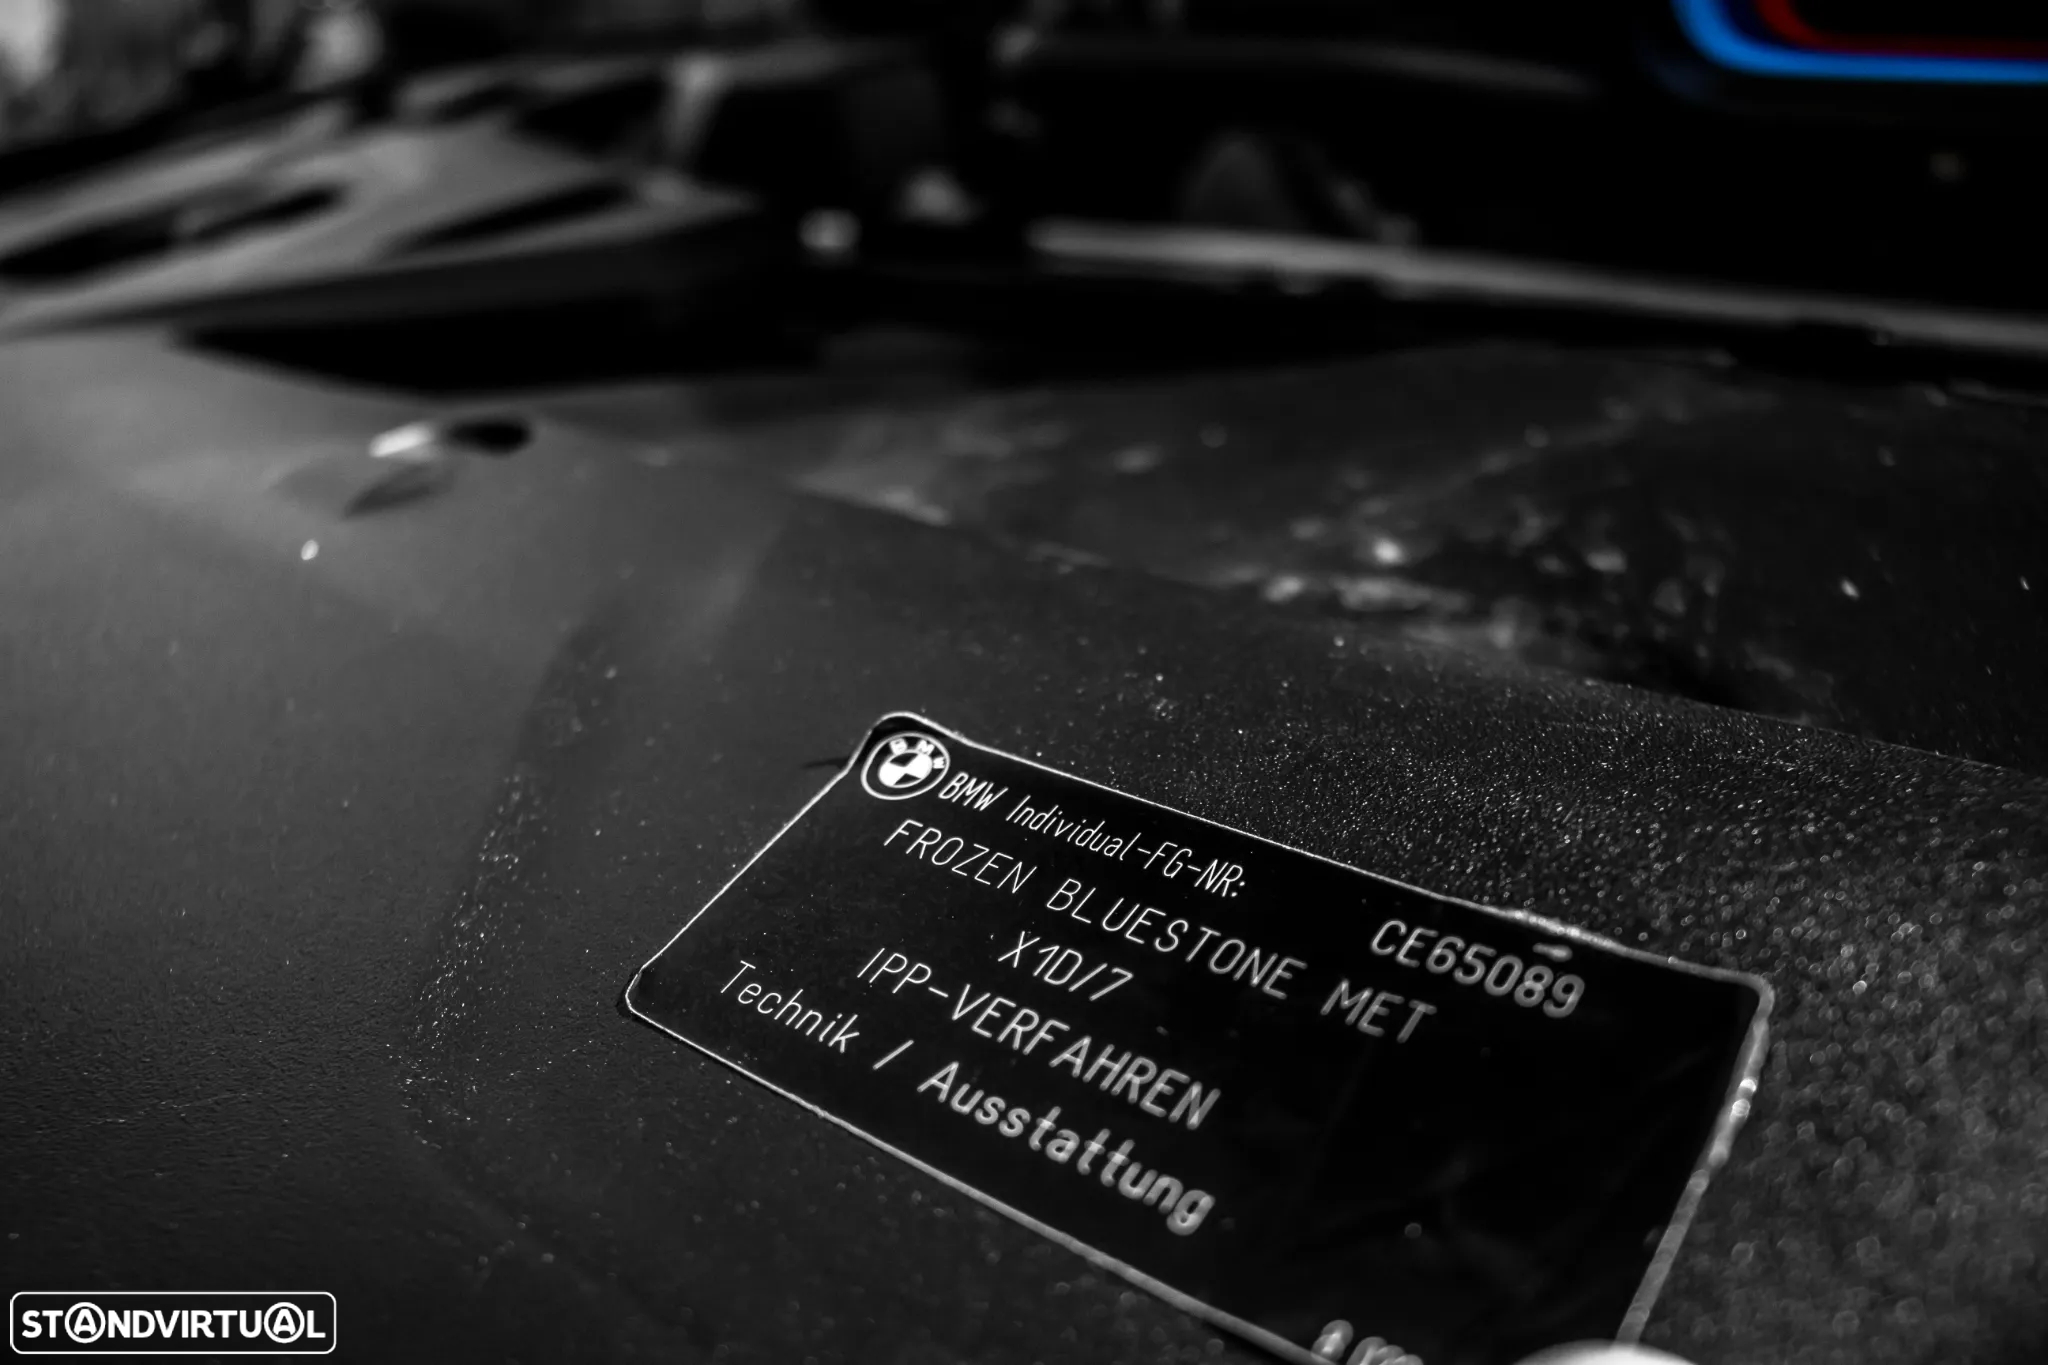 BMW
BMW Individual-FG-NR: CE65089
FROZEN BLUESTONE MET
X1D/7
IPP-VERFAHREN
Technik / Ausstattung
STANDVIRTUAL